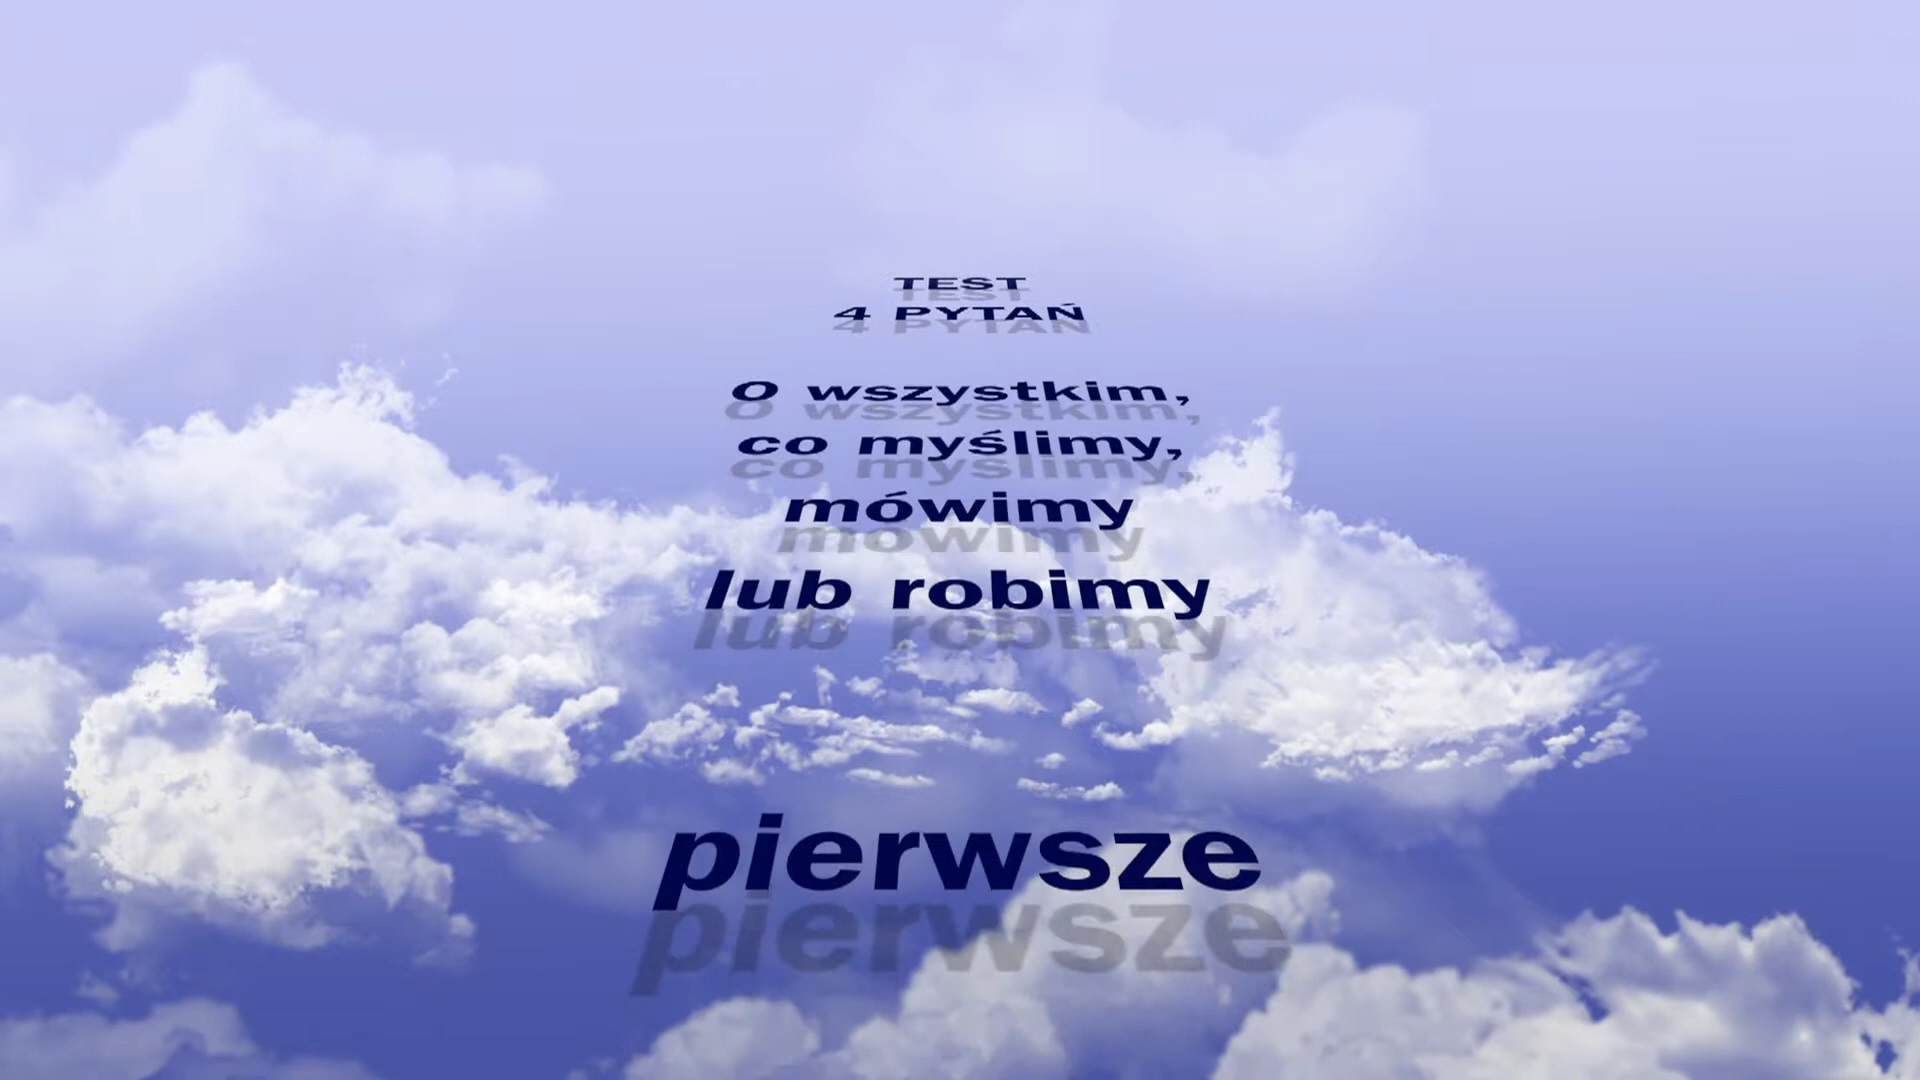 TEST
4 PYTAŃ
O wszystkim,
co myślimy,
mówimy
lub robimy
pierwsze